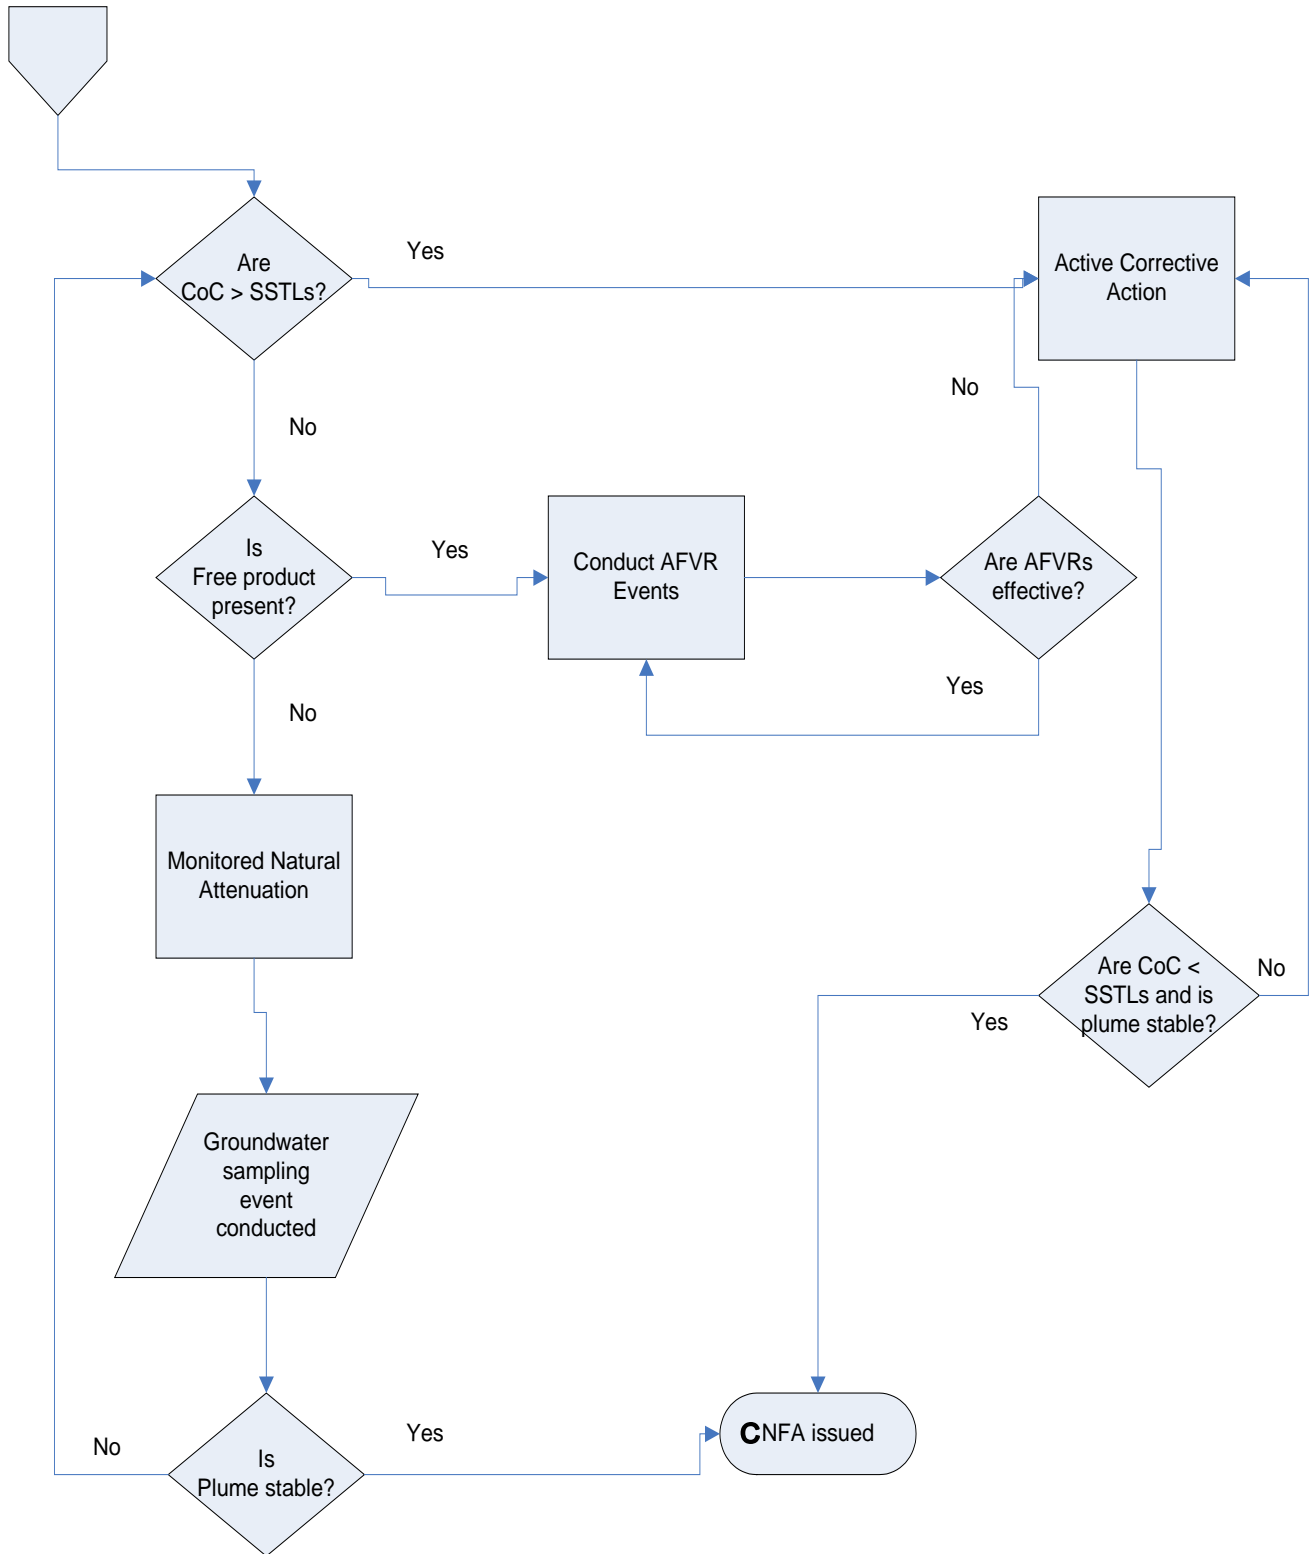 Are
CoC > SSTLs?
Yes
Active Corrective
Action
No
No
Is
Free product
present?
Yes
Conduct AFVR
Events
Are AFVRs
effective?
Yes
No
Monitored Natural
Attenuation
Are CoC <
SSTLs and is
plume stable?
No
Yes
Groundwater
sampling
event
conducted
Is
Plume stable?
No
Yes
CNFA issued